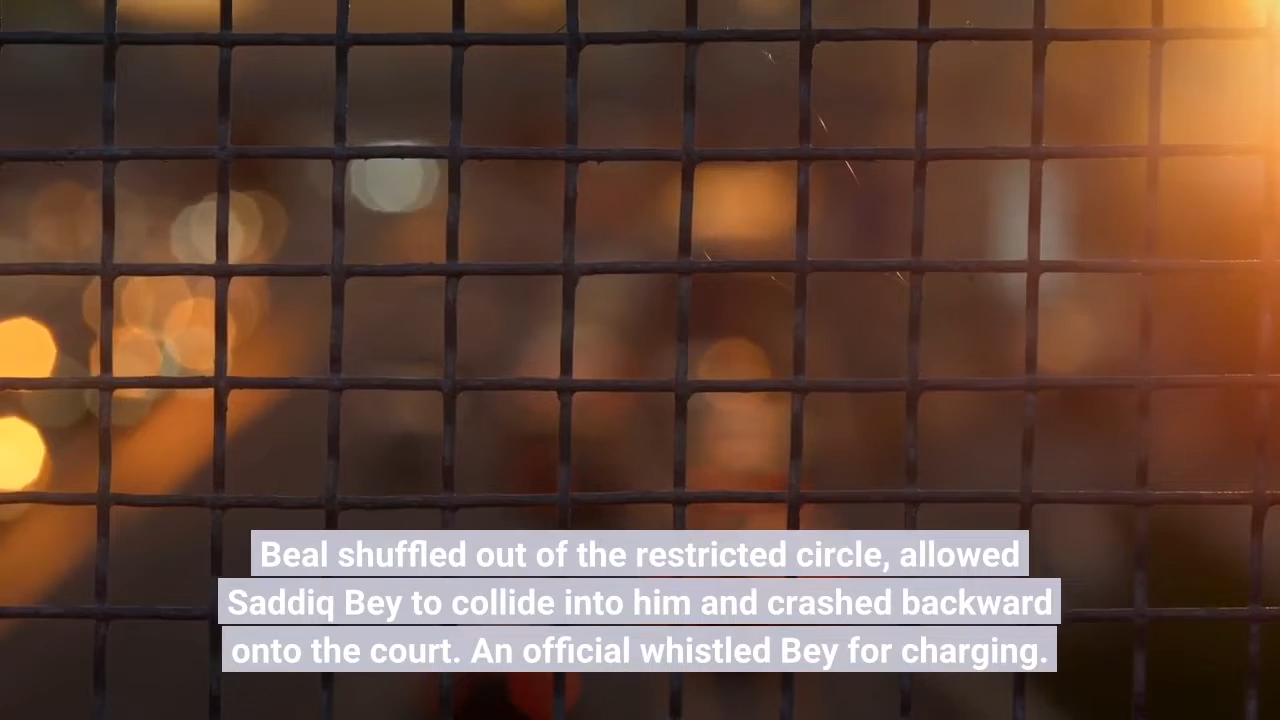 Beal shuffled out of the restricted circle, allowed
Saddiq Bey to collide into him and crashed backward
onto the court. An official whistled Bey for charging.